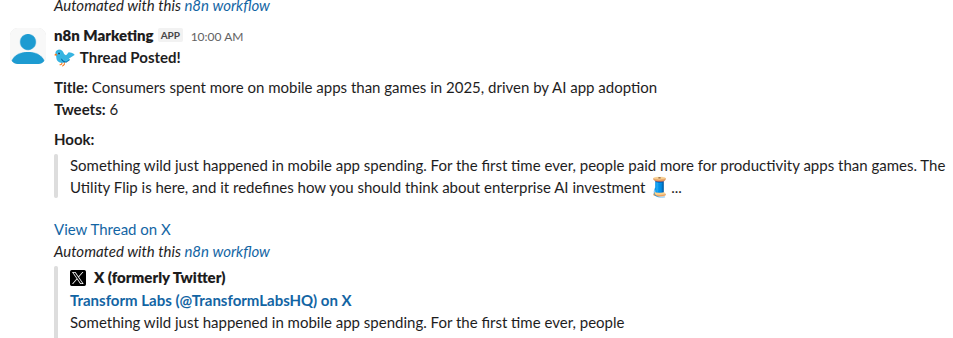 Automated with this n8n workflow
n8n Marketing APP 10:00 AM
🐦 Thread Posted!
Title: Consumers spent more on mobile apps than games in 2025, driven by AI app adoption
Tweets: 6
Hook:
Something wild just happened in mobile app spending. For the first time ever, people paid more for productivity apps than games. The
Utility Flip is here, and it redefines how you should think about enterprise AI investment 🧵 ...
View Thread on X
Automated with this n8n workflow
X (formerly Twitter)
Transform Labs (@TransformLabsHQ) on X
Something wild just happened in mobile app spending. For the first time ever, people